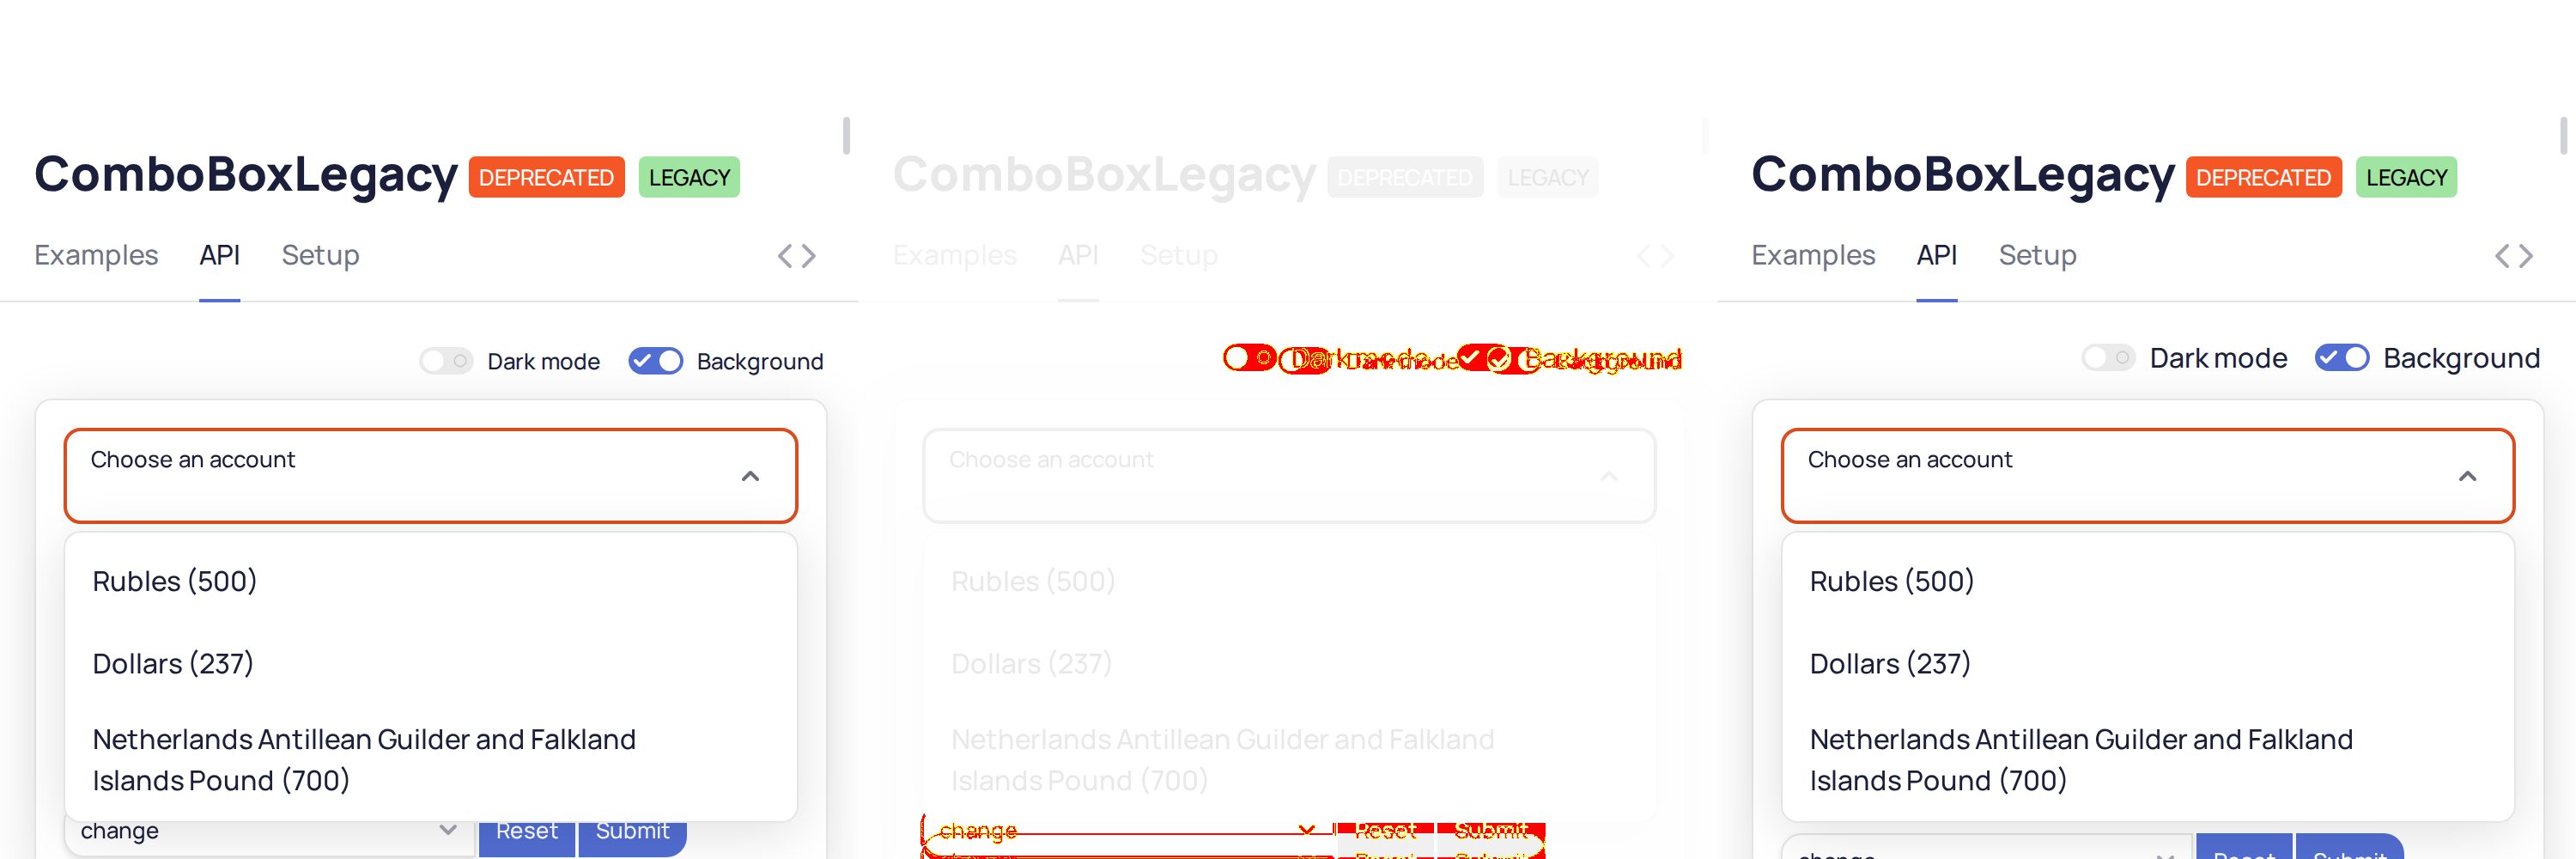 ComboBoxLegacy DEPRECATED LEGACY
Examples API Setup
Dark mode Background
Choose an account
Rubles (500)
Dollars (237)
Netherlands Antillean Guilder and Falkland
Islands Pound (700)
change Reset Submit
ComboBoxLegacy DEPRECATED LEGACY
Examples API Setup
Dark mode Background
Choose an account
Rubles (500)
Dollars (237)
Netherlands Antillean Guilder and Falkland
Islands Pound (700)
change Reset Submit
ComboBoxLegacy DEPRECATED LEGACY
Examples API Setup
Dark mode Background
Choose an account
Rubles (500)
Dollars (237)
Netherlands Antillean Guilder and Falkland
Islands Pound (700)
change Reset Submit